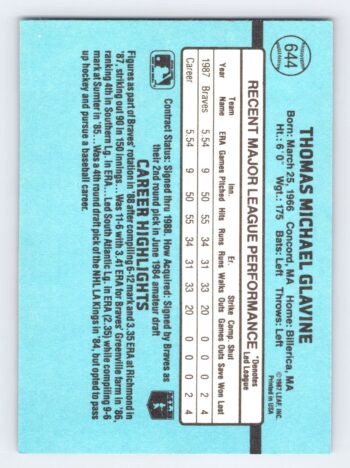 644
THOMAS MICHAEL GLAVINE
Born: March 25, 1966 Concord, MA Home: Billerica, MA
Ht.: 6' 0" Wgt.: 175 Bats: Left Throws: Left
© 1987 LEAF, INC.
Printed in USA
RECENT MAJOR LEAGUE PERFORMANCE *Denotes Led League
Year Team Name ERA Games Inn. Pitched Hits Runs Er. Runs Walks Strike Outs Comp. Games Shut Outs Save Won Lost
1987 Braves 5.54 9 50 55 34 31 33 20 0 0 0 2 4
Career 5.54 9 50 55 34 31 33 20 0 0 0 2 4
Contract Status: Signed thru 1988. How Acquired: Signed by Braves as
their 2nd round pick in June 1984 amateur draft
CAREER HIGHLIGHTS
Figures as part of Braves' rotation in '88 after compiling 6-12 mark and 3.35 ERA at Richmond in
'87, striking out 90 in 150 innings... Was 11-6 with 3.41 ERA for Braves' Greenville farm in '86,
ranking 4th in Southern Lg. in ERA... Led South Atlantic Lg. in ERA (2.35) while compiling 9-6
mark at Sumter in '85... Was a 4th round draft pick of the NHL LA Kings in '84, but opted to pass
up hockey and pursue a baseball career.